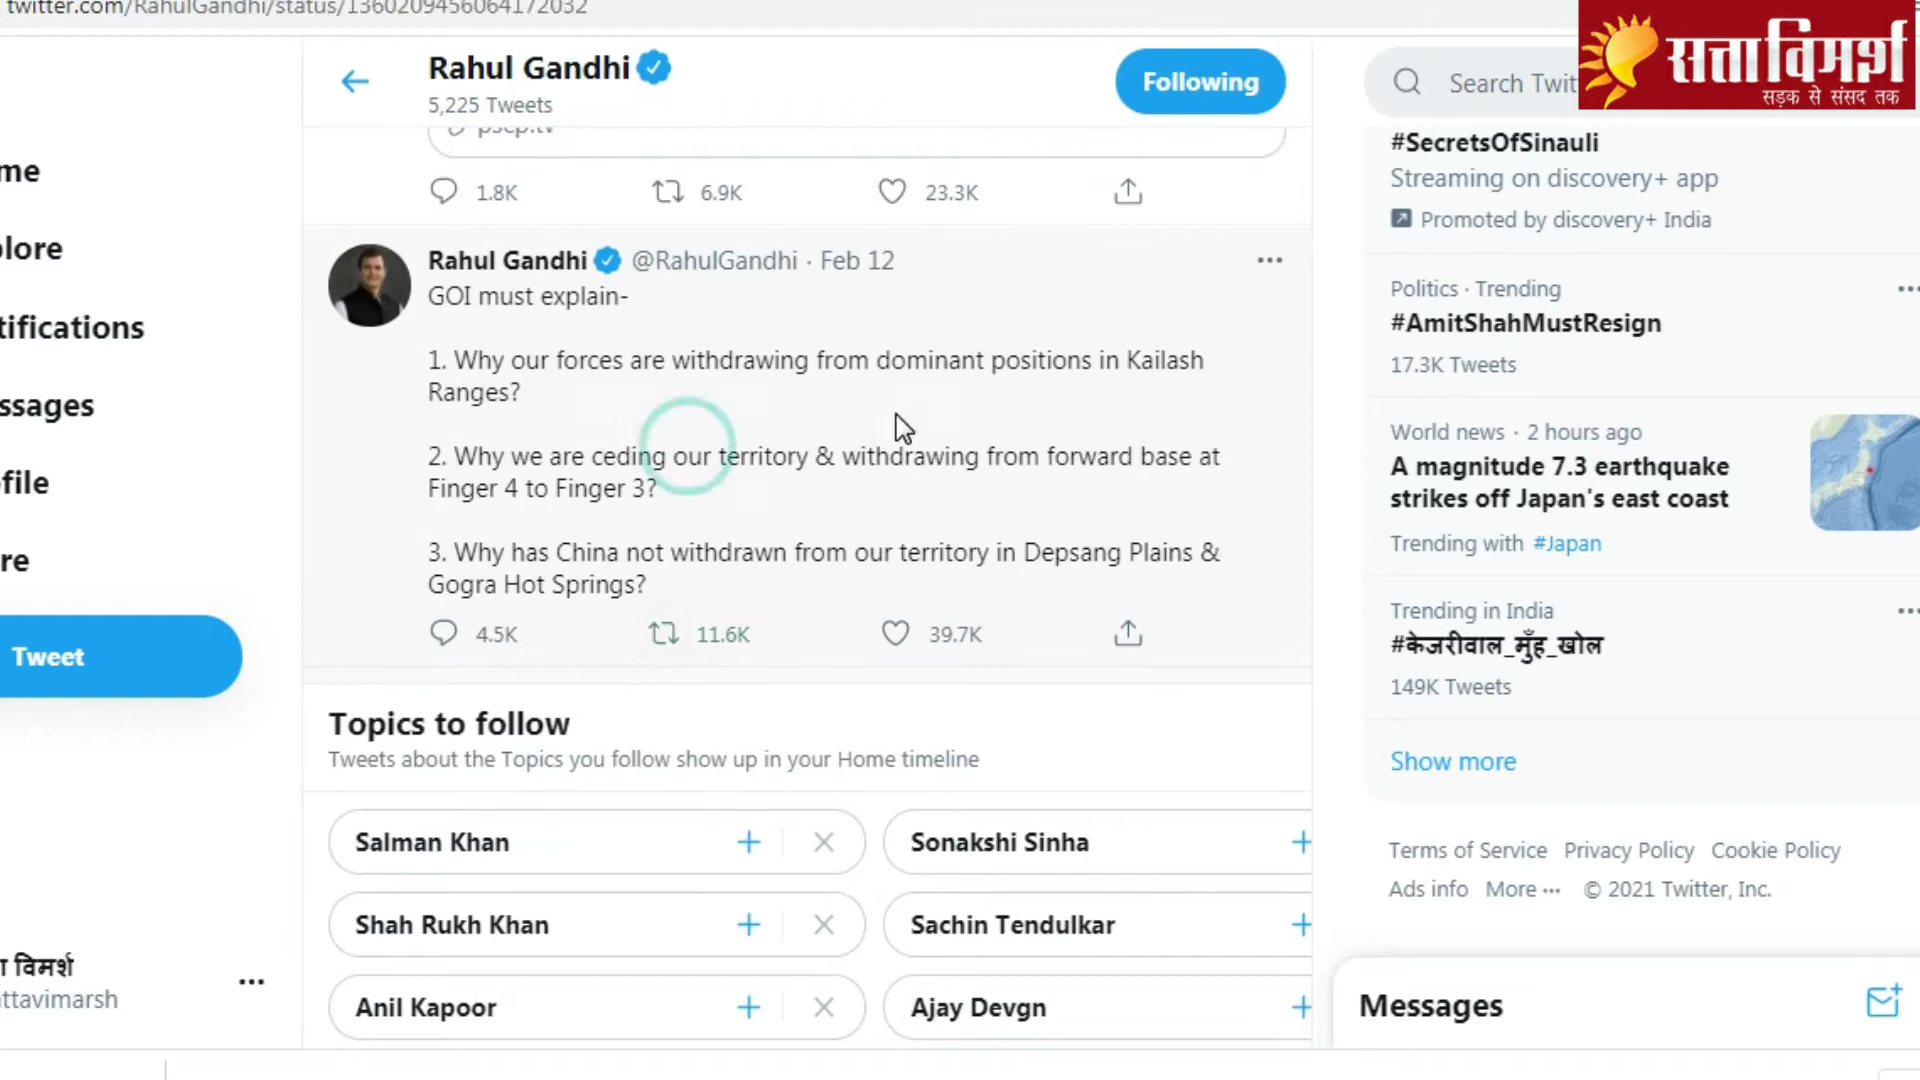 twitter.com/RahulGandhi/status/1360209456064172032
सत्ता विमर्श
सड़क से संसद तक
Rahul Gandhi
5,225 Tweets
Following
Search Twit
me
plore
tifications
ssages
file
re
Tweet
ा विमर्श
attavimarsh
pscp.tv
1.8K 6.9K 23.3K
Rahul Gandhi @RahulGandhi · Feb 12
GOI must explain-
1. Why our forces are withdrawing from dominant positions in Kailash
Ranges?
2. Why we are ceding our territory & withdrawing from forward base at
Finger 4 to Finger 3?
3. Why has China not withdrawn from our territory in Depsang Plains &
Gogra Hot Springs?
4.5K 11.6K 39.7K
Topics to follow
Tweets about the Topics you follow show up in your Home timeline
Salman Khan
Sonakshi Sinha
Shah Rukh Khan
Sachin Tendulkar
Anil Kapoor
Ajay Devgn
#SecretsOfSinauli
Streaming on discovery+ app
Promoted by discovery+ India
Politics · Trending
#AmitShahMustResign
17.3K Tweets
World news · 2 hours ago
A magnitude 7.3 earthquake
strikes off Japan's east coast
Trending with #Japan
Trending in India
#केजरीवाल_मुँह_खोल
149K Tweets
Show more
Terms of Service Privacy Policy Cookie Policy
Ads info More ··· © 2021 Twitter, Inc.
Messages